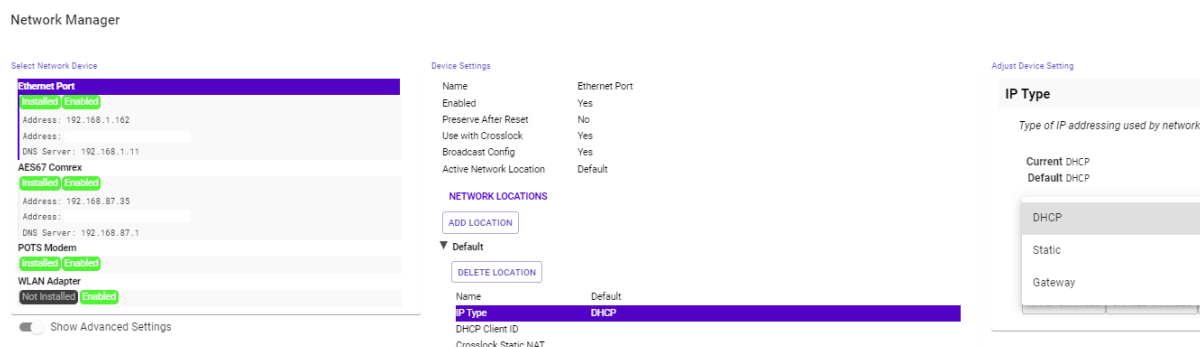 Network Manager
Select Network Device
Ethernet Port
Installed Enabled
Address: 192.168.1.162
Address:
DNS Server: 192.168.1.11
AES67 Comrex
Installed Enabled
Address: 192.168.87.35
Address:
DNS Server: 192.168.87.1
POTS Modem
Installed Enabled
WLAN Adapter
Not Installed Enabled
Show Advanced Settings
Device Settings
Name Ethernet Port
Enabled Yes
Preserve After Reset No
Use with Crosslock Yes
Broadcast Config Yes
Active Network Location Default
NETWORK LOCATIONS
ADD LOCATION
Default
DELETE LOCATION
Name Default
IP Type DHCP
DHCP Client ID
Crosslock Static NAT
Adjust Device Setting
IP Type
Type of IP addressing used by network
Current DHCP
Default DHCP
DHCP
Static
Gateway